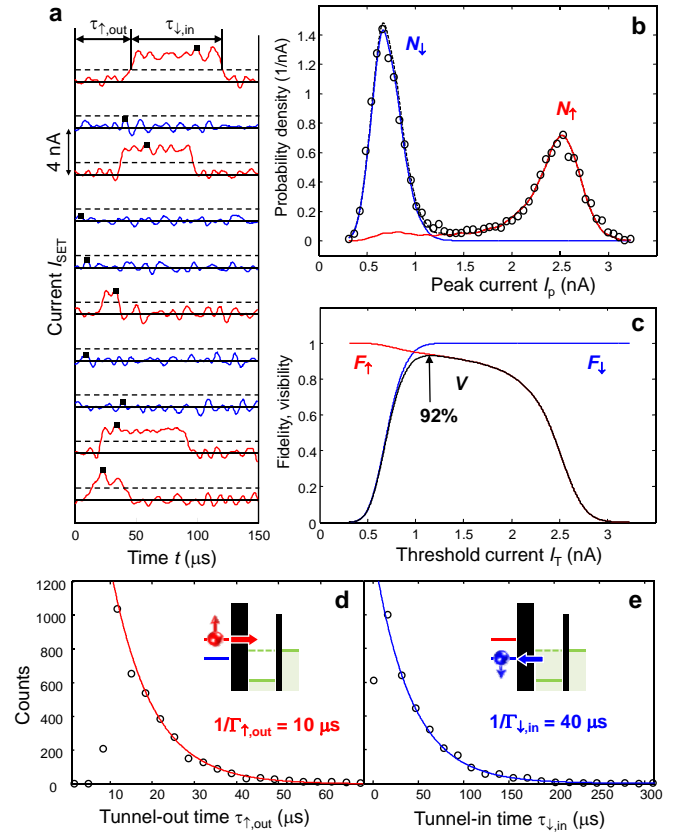 a
τ↑,out
τ↓,in
4 nA
Current I_SET
0
50
100
150
Time t (μs)
b
N↓
N↑
Probability density (1/nA)
1.4
1.2
1
0.8
0.6
0.4
0.2
0
0
0.5
1
1.5
2
2.5
3
Peak current I_p (nA)
c
F↑
F↓
V
92%
Fidelity, visibility
1
0.8
0.6
0.4
0.2
0
0
0.5
1
1.5
2
2.5
3
Threshold current I_T (nA)
d
1/Γ↑,out = 10 μs
Counts
1200
1000
800
600
400
200
0
10
20
30
40
50
60
Tunnel-out time τ↑,out (μs)
e
1/Γ↓,in = 40 μs
0
50
100
150
200
250
300
Tunnel-in time τ↓,in (μs)